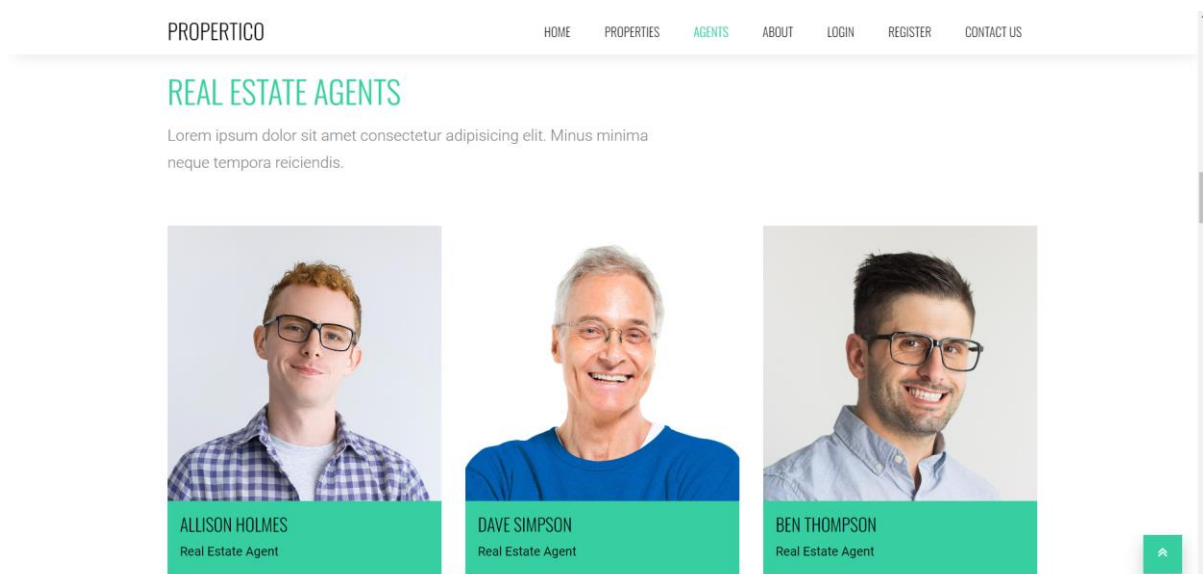 PROPERTICO
HOME PROPERTIES AGENTS ABOUT LOGIN REGISTER CONTACT US
REAL ESTATE AGENTS
Lorem ipsum dolor sit amet consectetur adipisicing elit. Minus minima
neque tempora reiciendis.
ALLISON HOLMES
Real Estate Agent
DAVE SIMPSON
Real Estate Agent
BEN THOMPSON
Real Estate Agent